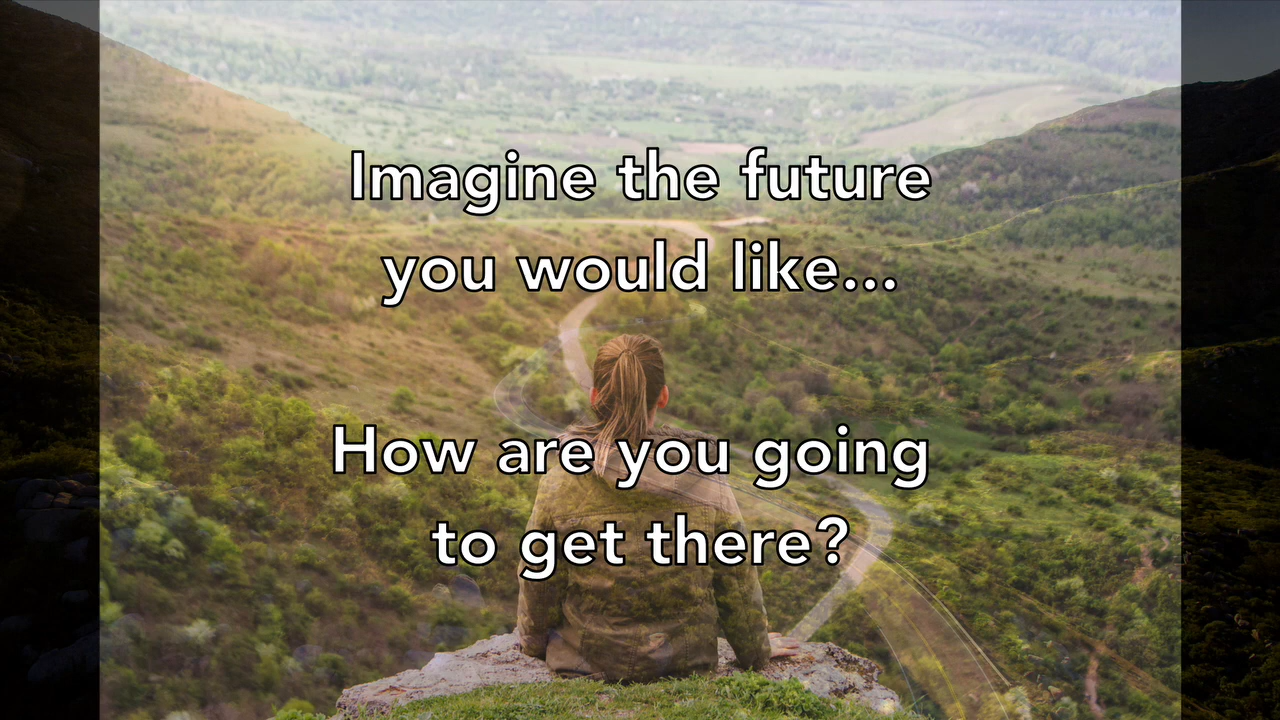 Imagine the future
you would like...
How are you going
to get there?